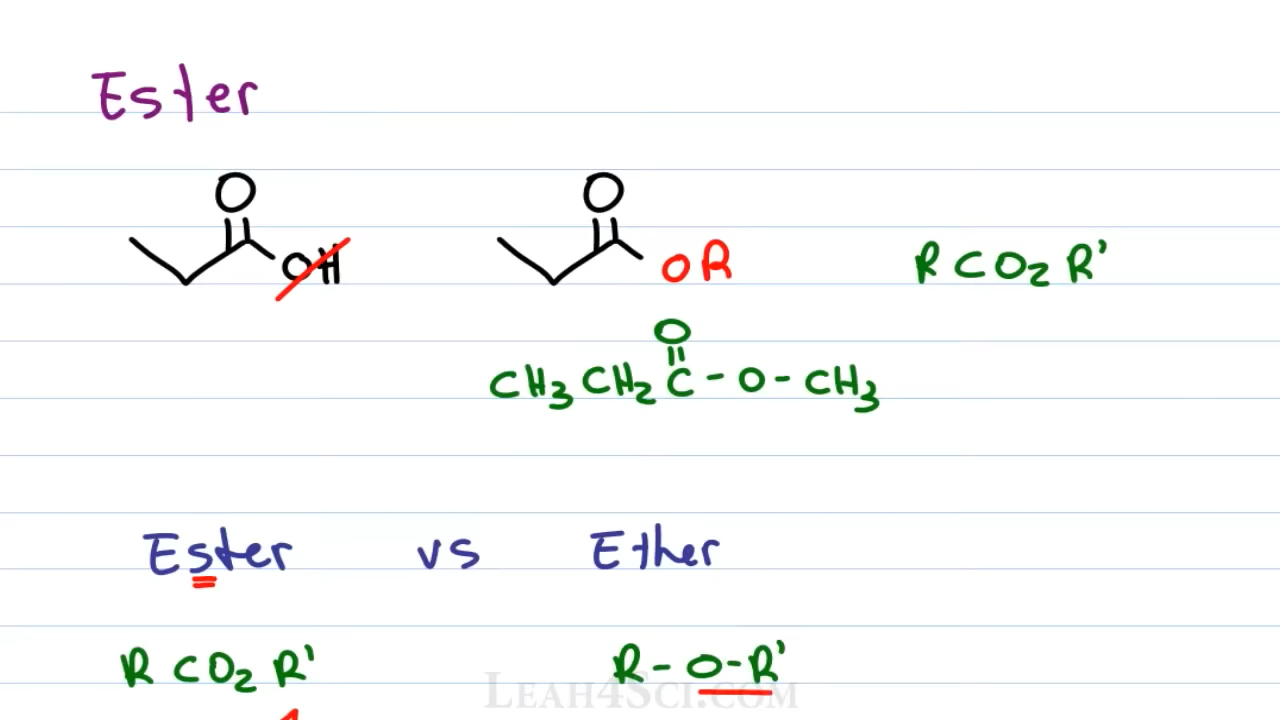 Ester
O O
OH OR RCO₂R'
O
CH₃CH₂C-O-CH₃
Ester vs Ether
RCO₂R' R-O-R'
LEAH4SCI.COM